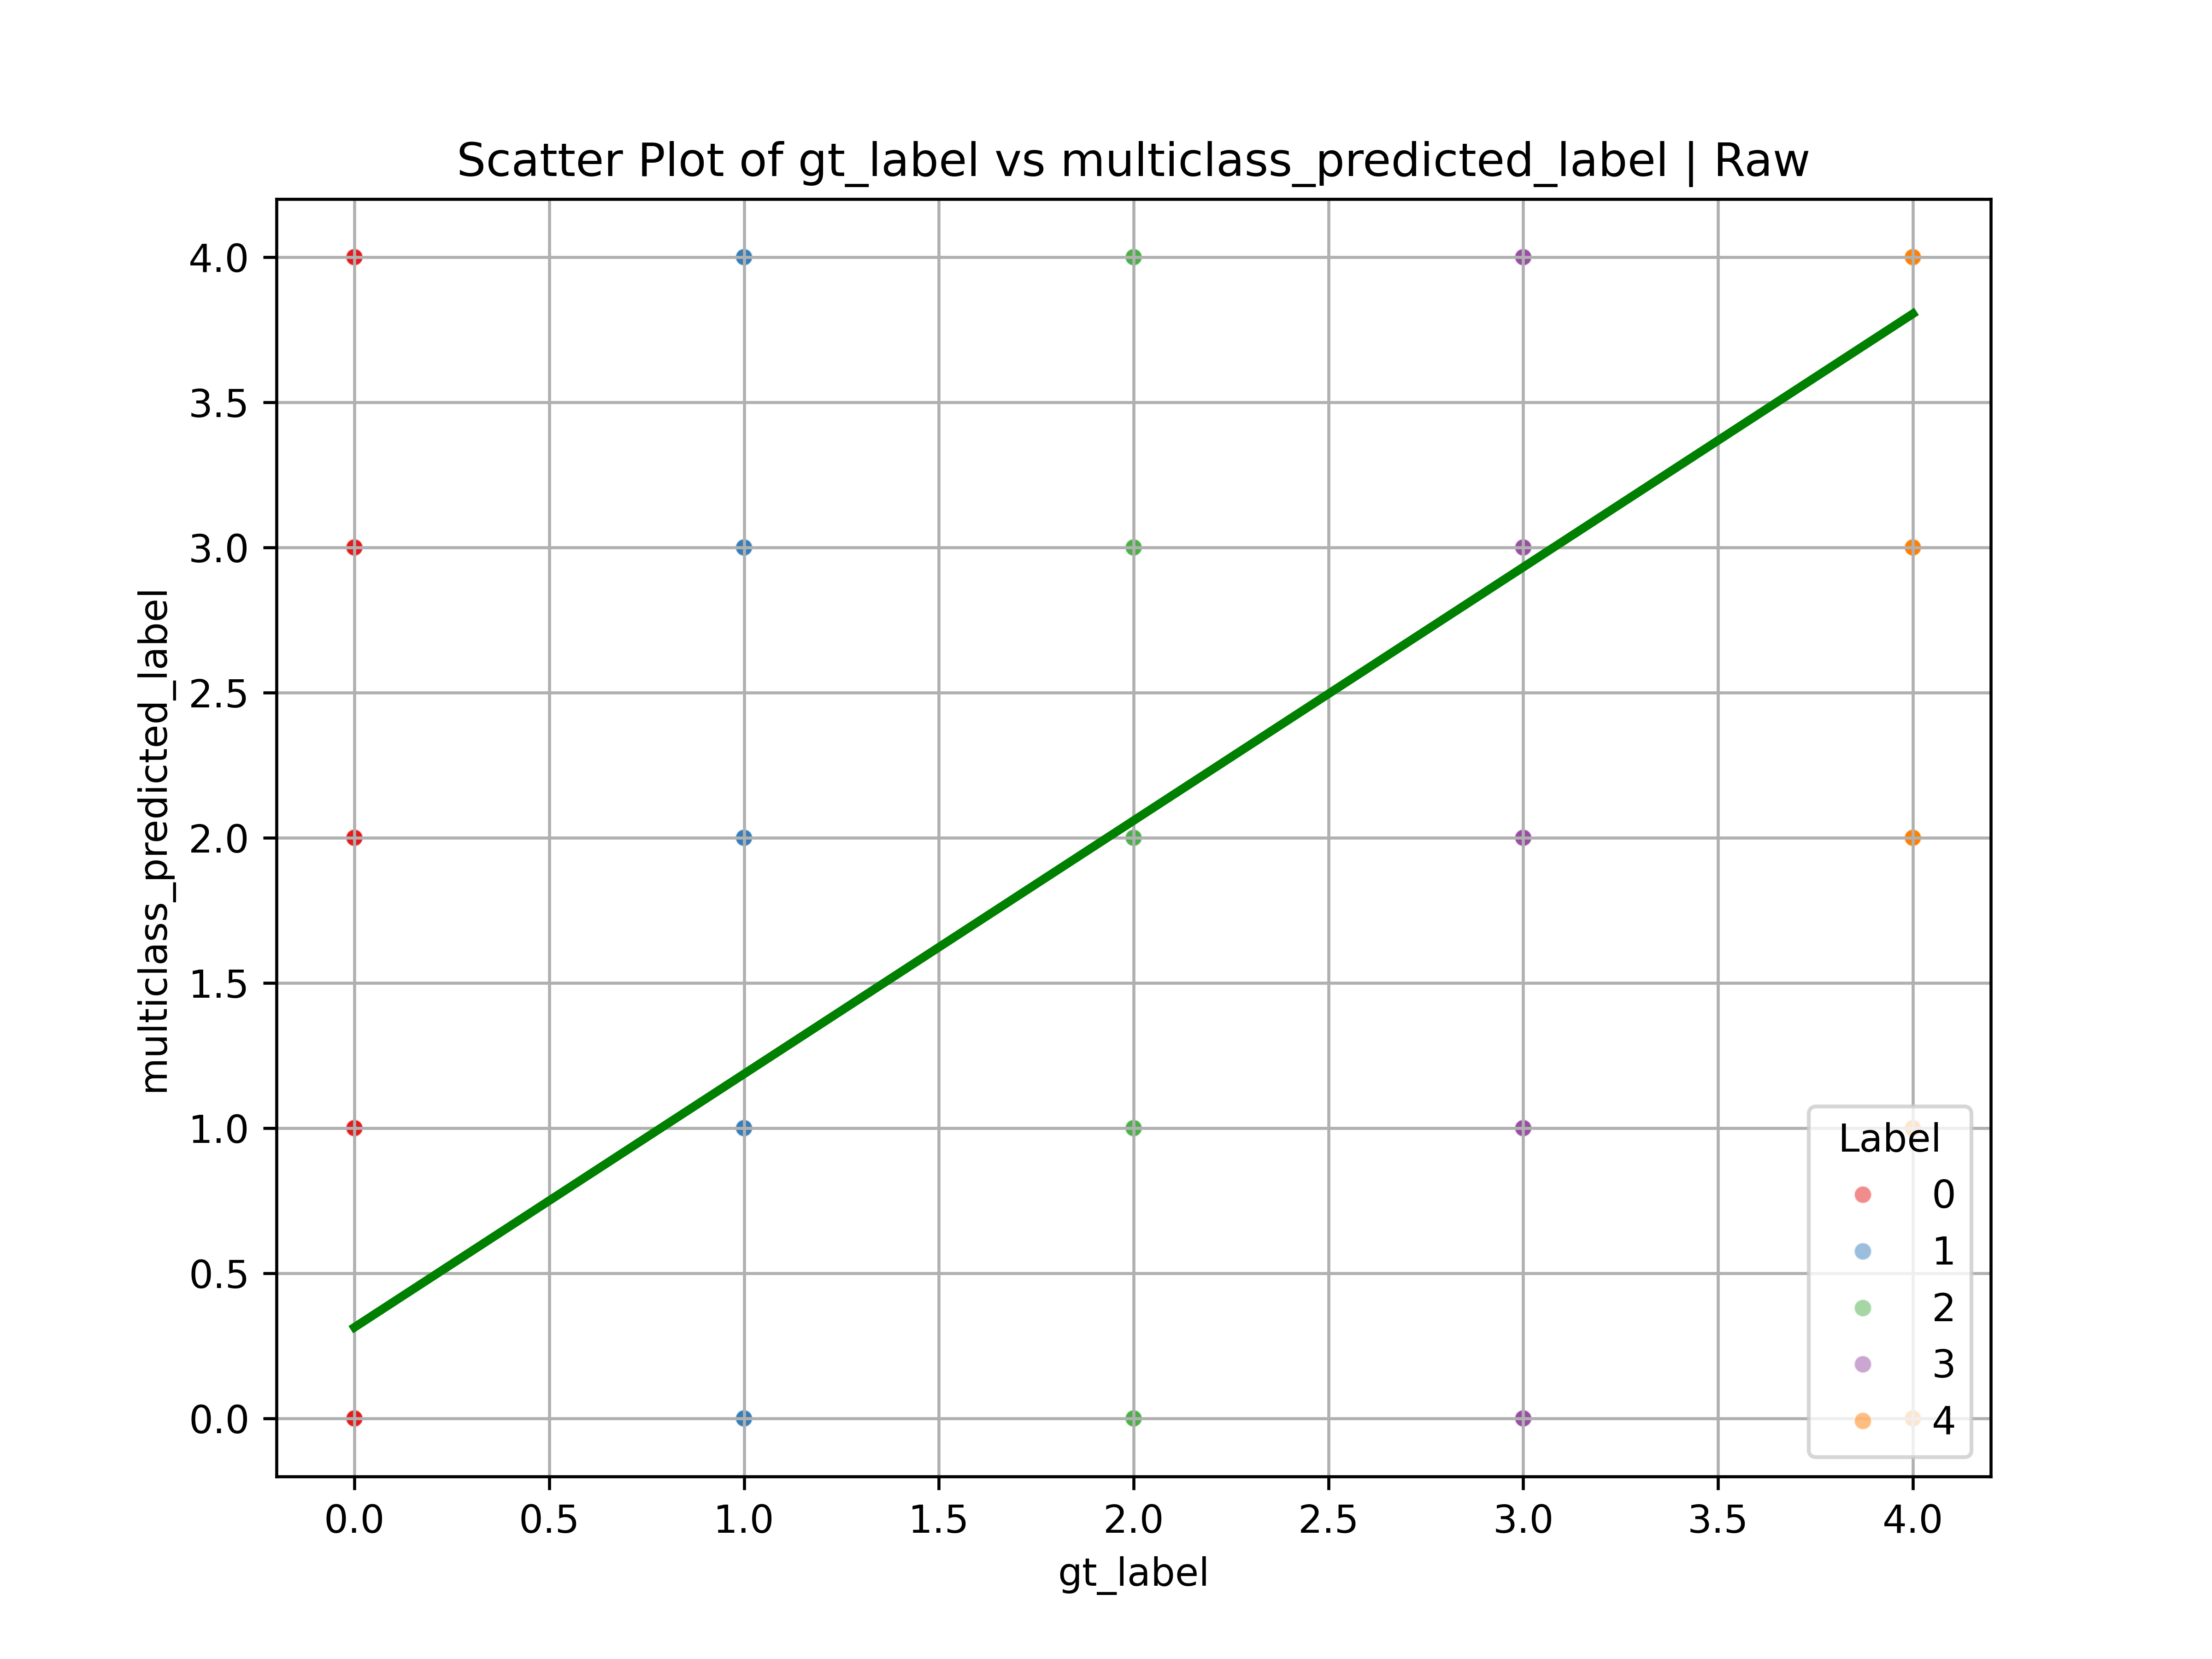 Scatter Plot of gt_label vs multiclass_predicted_label | Raw
multiclass_predicted_label
4.0
3.5
3.0
2.5
2.0
1.5
1.0
0.5
0.0
Label
0
1
2
3
4
0.0 0.5 1.0 1.5 2.0 2.5 3.0 3.5 4.0
gt_label